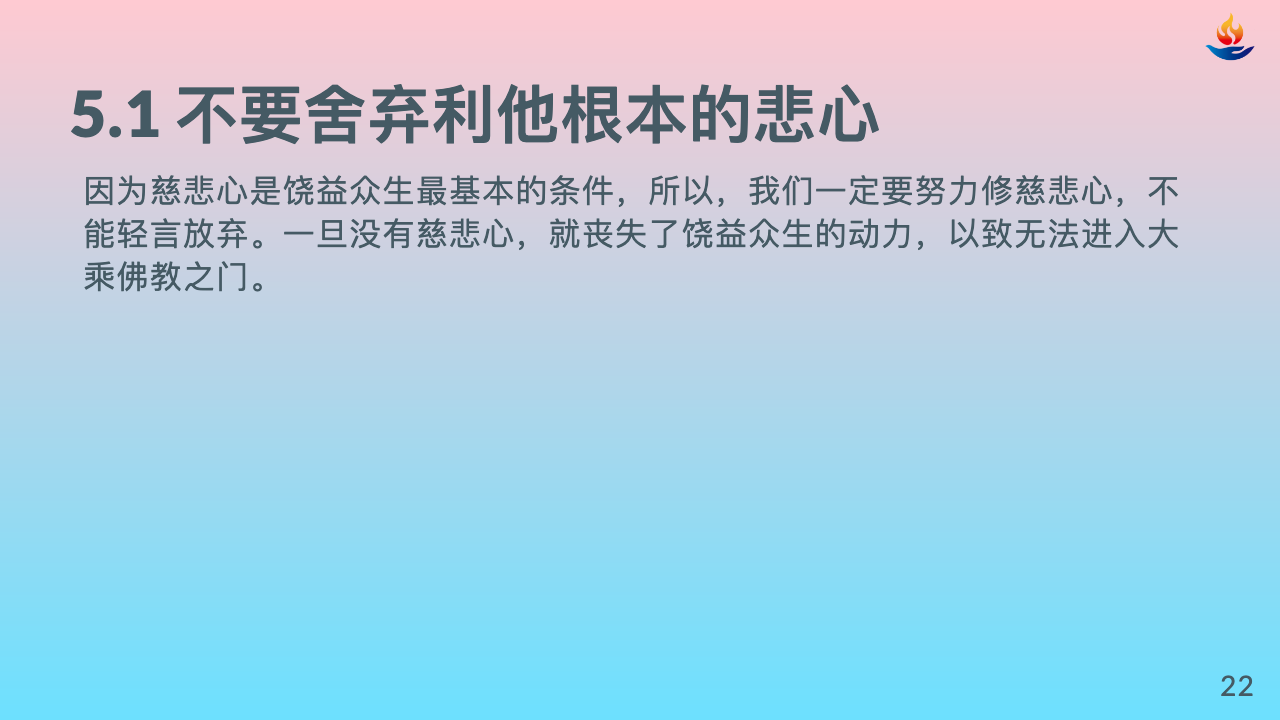 5.1 不要舍弃利他根本的悲心
因为慈悲心是饶益众生最基本的条件，所以，我们一定要努力修慈悲心，不
能轻言放弃。一旦没有慈悲心，就丧失了饶益众生的动力，以致无法进入大
乘佛教之门。
22